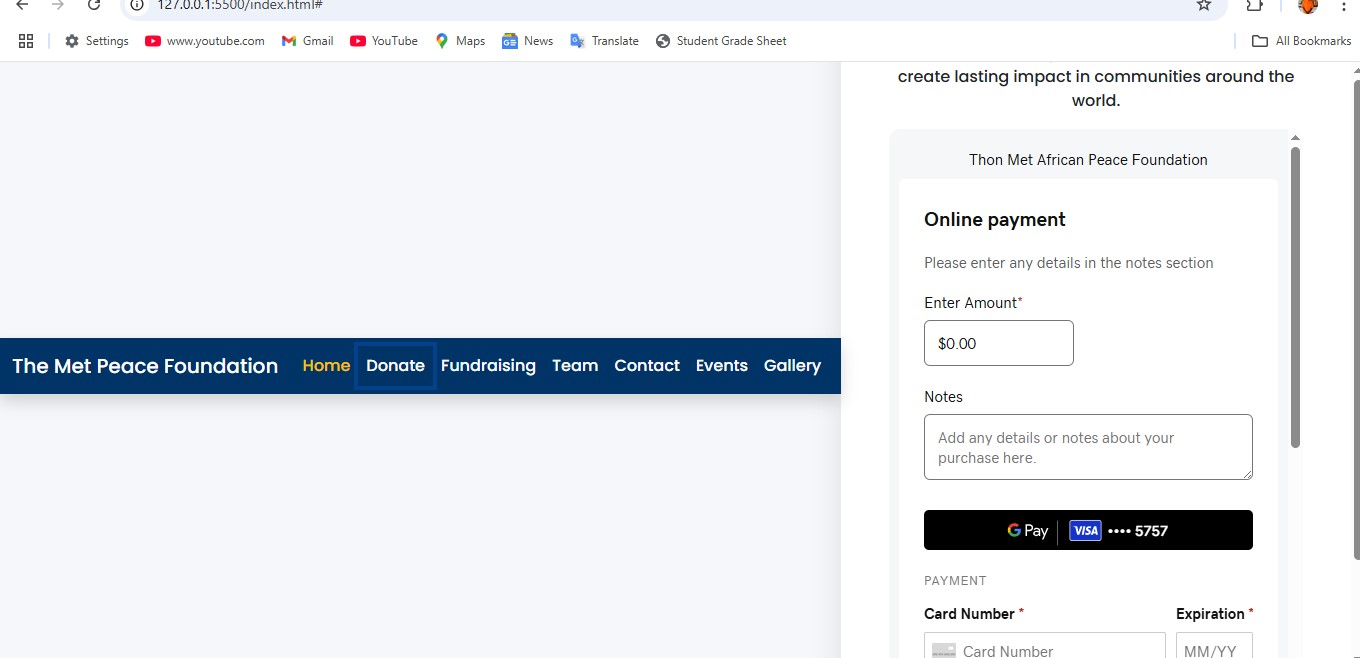 127.0.0.1:5500/index.html#
Settings www.youtube.com Gmail YouTube Maps News Translate Student Grade Sheet All Bookmarks
create lasting impact in communities around the
world.
Thon Met African Peace Foundation
Online payment
Please enter any details in the notes section
Enter Amount*
$0.00
The Met Peace Foundation Home Donate Fundraising Team Contact Events Gallery
Notes
Add any details or notes about your
purchase here.
G Pay VISA •••• 5757
PAYMENT
Card Number * Expiration *
Card Number MM/YY